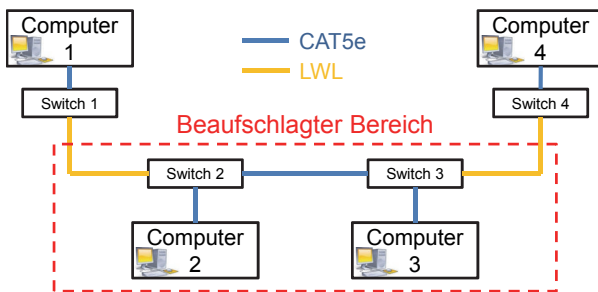 Computer
1
CAT5e
LWL
Computer
4
Switch 1
Switch 4
Beaufschlagter Bereich
Switch 2
Switch 3
Computer
2
Computer
3